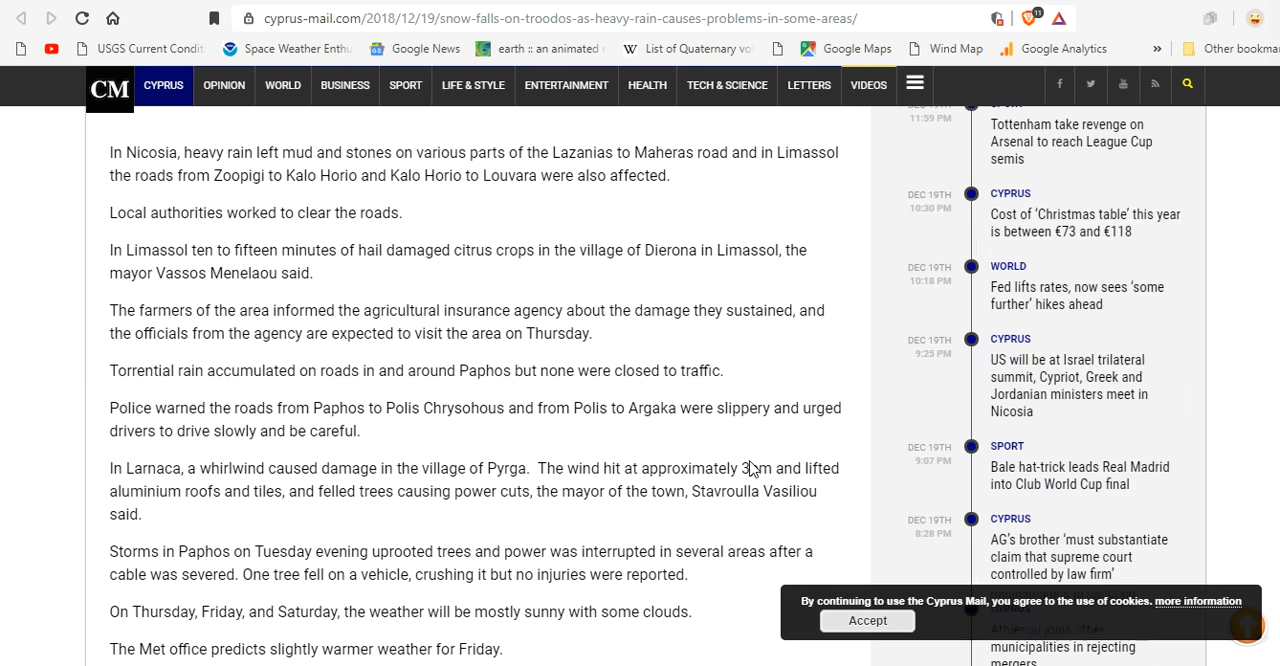 cyprus-mail.com/2018/12/19/snow-falls-on-troodos-as-heavy-rain-causes-problems-in-some-areas/
11
USGS Current Condit
Space Weather Enthu
Google News
earth :: an animated
W
List of Quaternary vo
Google Maps
Wind Map
Google Analytics
»
Other bookma
CM
CYPRUS
OPINION
WORLD
BUSINESS
SPORT
LIFE & STYLE
ENTERTAINMENT
HEALTH
TECH & SCIENCE
LETTERS
VIDEOS
In Nicosia, heavy rain left mud and stones on various parts of the Lazanias to Maheras road and in Limassol
the roads from Zoopigi to Kalo Horio and Kalo Horio to Louvara were also affected.
Local authorities worked to clear the roads.
In Limassol ten to fifteen minutes of hail damaged citrus crops in the village of Dierona in Limassol, the
mayor Vassos Menelaou said.
The farmers of the area informed the agricultural insurance agency about the damage they sustained, and
the officials from the agency are expected to visit the area on Thursday.
Torrential rain accumulated on roads in and around Paphos but none were closed to traffic.
Police warned the roads from Paphos to Polis Chrysohous and from Polis to Argaka were slippery and urged
drivers to drive slowly and be careful.
In Larnaca, a whirlwind caused damage in the village of Pyrga. The wind hit at approximately and lifted
aluminium roofs and tiles, and felled trees causing power cuts, the mayor of the town, Stavroulla Vasiliou
said.
Storms in Paphos on Tuesday evening uprooted trees and power was interrupted in several areas after a
cable was severed. One tree fell on a vehicle, crushing it but no injuries were reported.
On Thursday, Friday, and Saturday, the weather will be mostly sunny with some clouds.
The Met office predicts slightly warmer weather for Friday.
11:59 PM
Tottenham take revenge on
Arsenal to reach League Cup
semis
DEC 19TH
10:30 PM
CYPRUS
Cost of ‘Christmas table’ this year
is between €73 and €118
DEC 19TH
10:18 PM
WORLD
Fed lifts rates, now sees ‘some
further’ hikes ahead
DEC 19TH
9:25 PM
CYPRUS
US will be at Israel trilateral
summit, Cypriot, Greek and
Jordanian ministers meet in
Nicosia
DEC 19TH
9:07 PM
SPORT
Bale hat-trick leads Real Madrid
into Club World Cup final
DEC 19TH
8:28 PM
CYPRUS
AG’s brother ‘must substantiate
claim that supreme court
controlled by law firm’
By continuing to use the Cyprus Mail, you agree to the use of cookies. more information
Accept
municipalities in rejecting
mergers